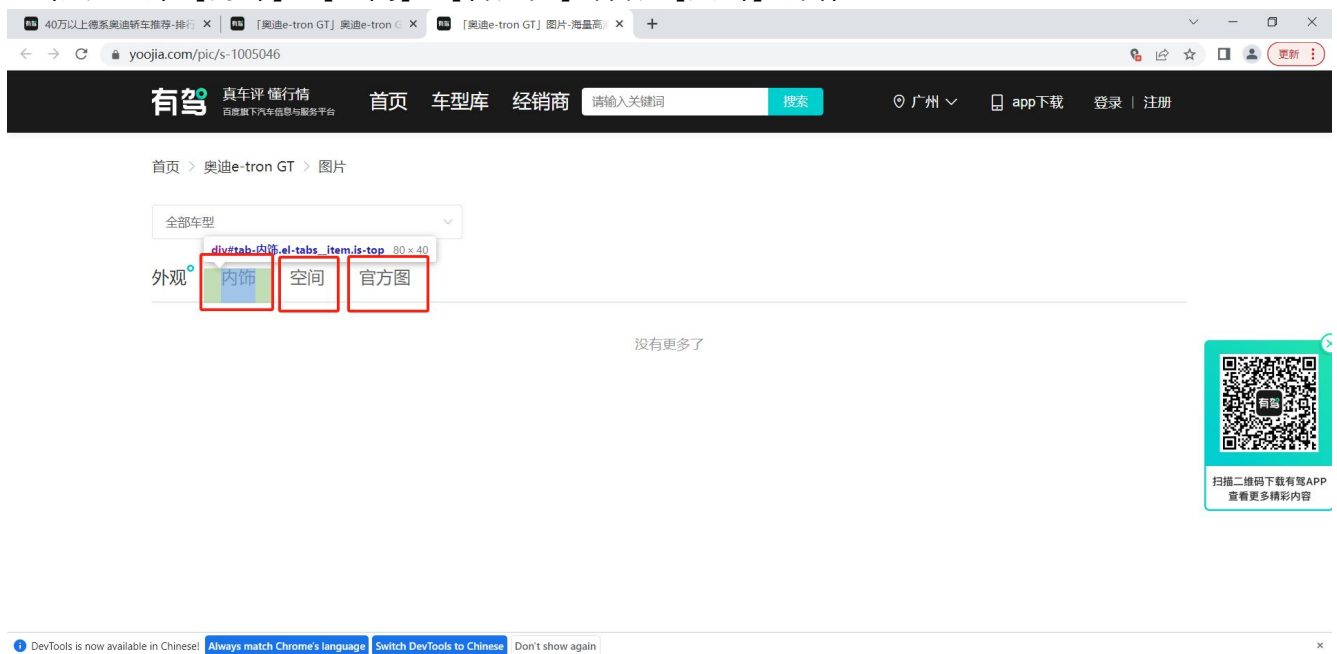 40万以上德系奥迪轿车推荐-排行
「奥迪e-tron GT」奥迪e-tron G
「奥迪e-tron GT」图片-海量高清
yoojia.com/pic/s-1005046
更新
有驾 真车评 懂行情 首页 车型库 经销商 请输入关键词 搜索 广州 app下载 登录 | 注册
百度旗下汽车信息与服务平台
首页 > 奥迪e-tron GT > 图片
全部车型
div#tab-内饰.el-tabs__item.is-top 80 × 40
外观 内饰 空间 官方图
没有更多了
有驾
扫描二维码下载有驾APP
查看更多精彩内容
DevTools is now available in Chinese! Always match Chrome's language Switch DevTools to Chinese Don't show again